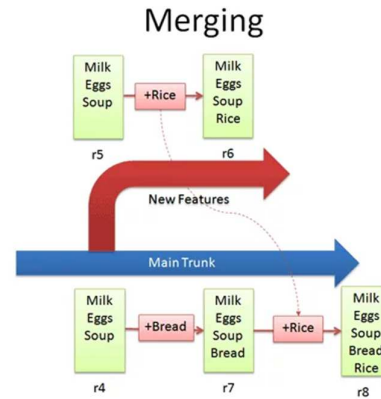 Merging
Milk
Eggs
Soup
+Rice
Milk
Eggs
Soup
Rice
r5
r6
New Features
Main Trunk
Milk
Eggs
Soup
+Bread
Milk
Eggs
Soup
Bread
+Rice
Milk
Eggs
Soup
Bread
Rice
r4
r7
r8